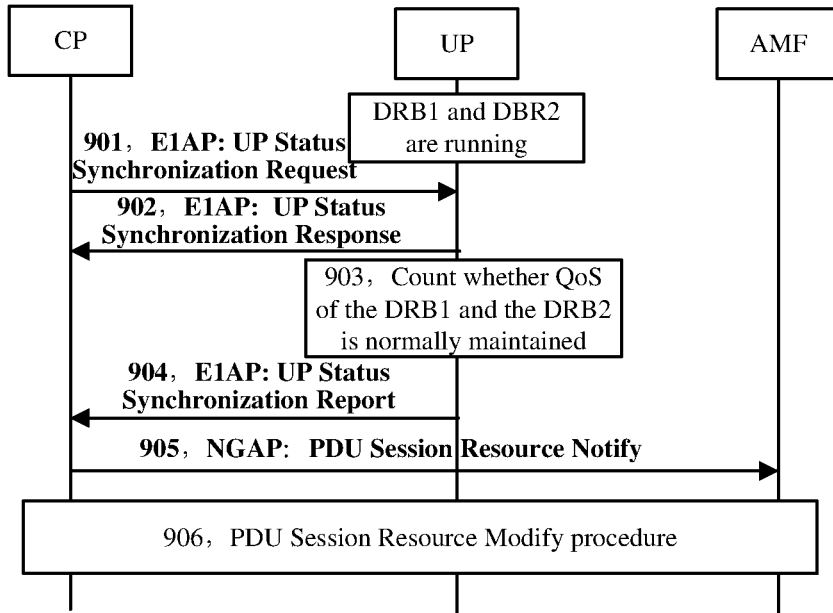 CP
UP
AMF
DRB1 and DBR2
are running
901，E1AP: UP Status
Synchronization Request
902，E1AP: UP Status
Synchronization Response
903，Count whether QoS
of the DRB1 and the DRB2
is normally maintained
904，E1AP: UP Status
Synchronization Report
905，NGAP: PDU Session Resource Notify
906，PDU Session Resource Modify procedure